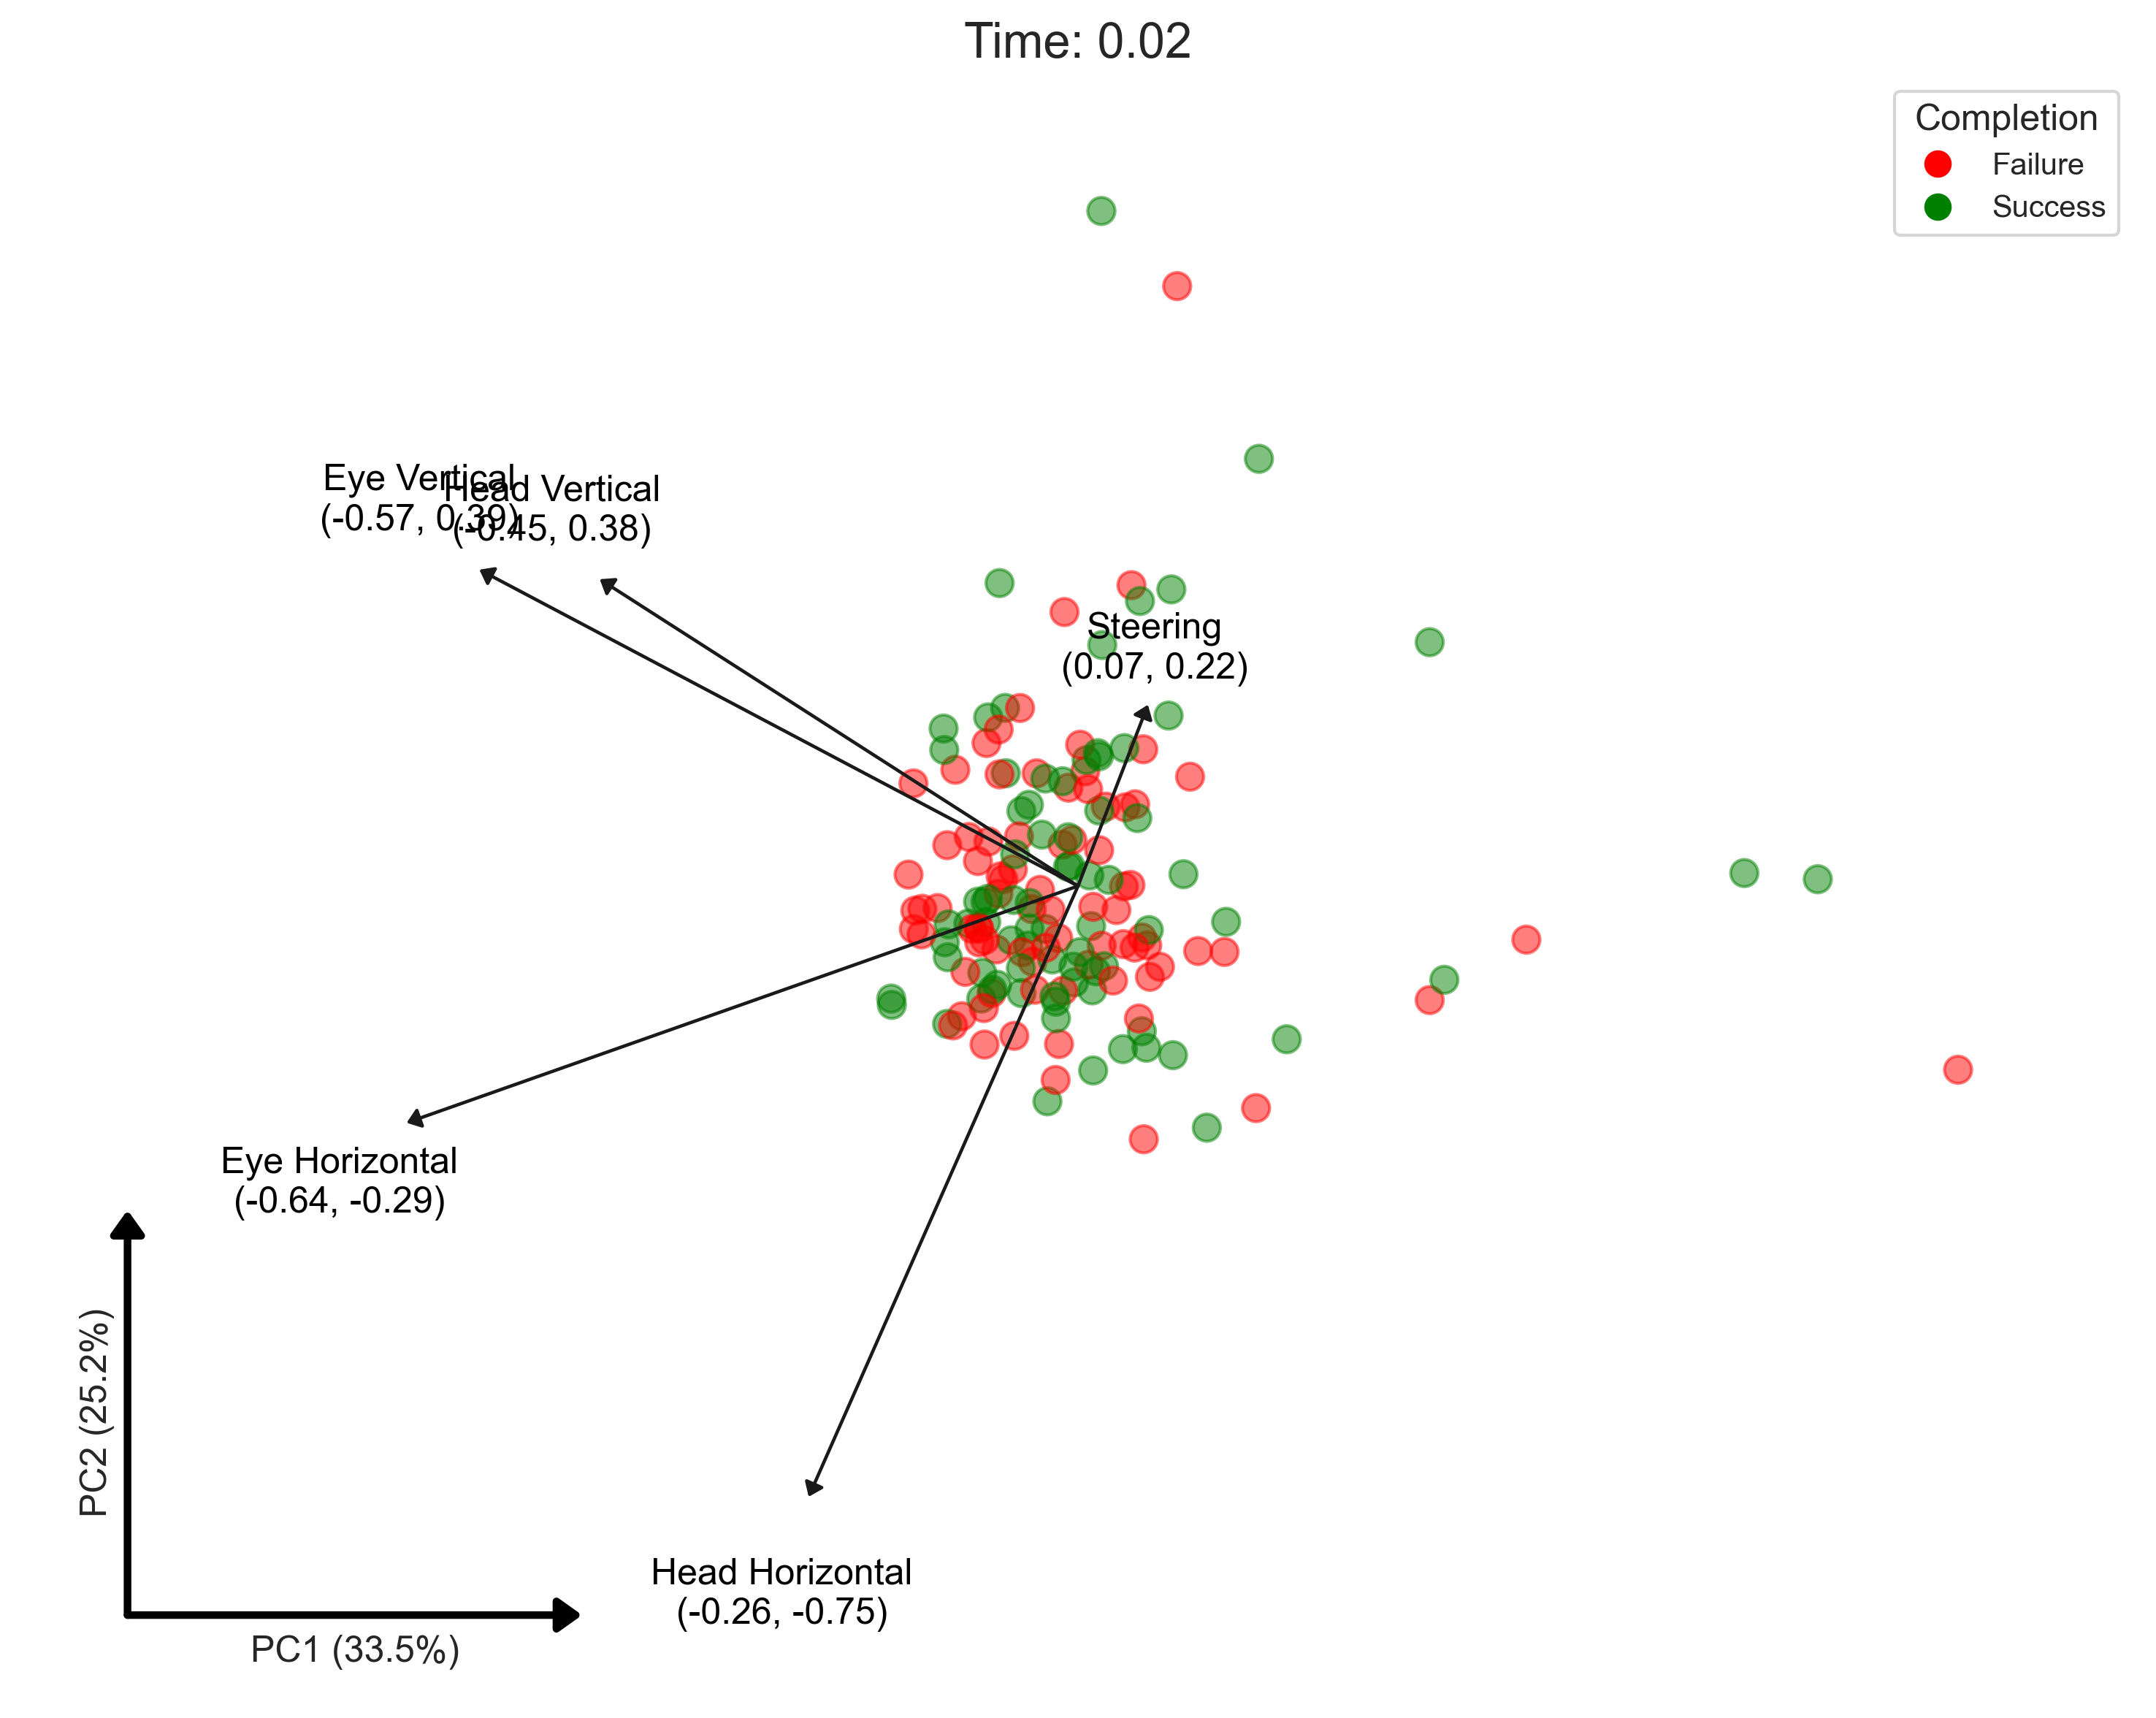 Time: 0.02
Completion
Failure
Success
Eye Vertical
(-0.57, 0.39)
Head Vertical
(-0.45, 0.38)
Steering
(0.07, 0.22)
Eye Horizontal
(-0.64, -0.29)
Head Horizontal
(-0.26, -0.75)
PC2 (25.2%)
PC1 (33.5%)